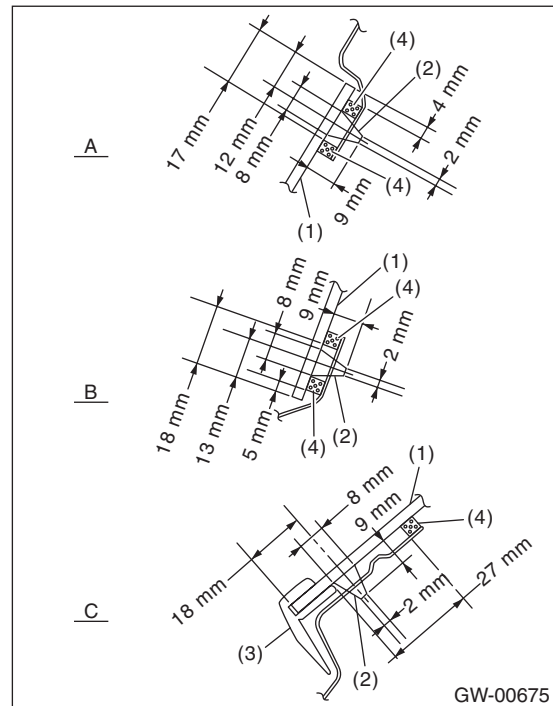 A
(4)
(2)
4 mm
17 mm
12 mm
8 mm
2 mm
(4)
9 mm
(1)
B
(1)
8 mm
9 mm
(4)
2 mm
18 mm
13 mm
5 mm
(4)
(2)
C
(1)
8 mm
9 mm
(4)
18 mm
27 mm
2 mm
(3)
(2)
GW-00675